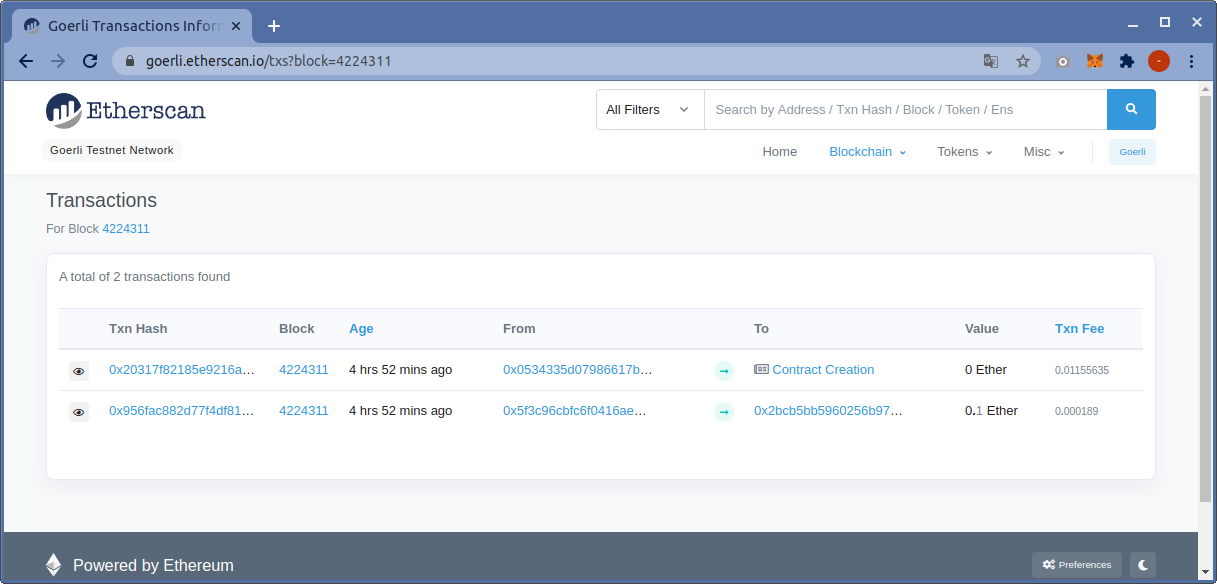 Goerli Transactions Infor
goerli.etherscan.io/txs?block=4224311
Etherscan
All Filters
Search by Address / Txn Hash / Block / Token / Ens
Goerli Testnet Network
Home Blockchain Tokens Misc Goerli
Transactions
For Block 4224311
A total of 2 transactions found
Txn Hash Block Age From To Value Txn Fee
0x20317f82185e9216a... 4224311 4 hrs 52 mins ago 0x0534335d07986617b... Contract Creation 0 Ether 0.01155635
0x956fac882d77f4df81... 4224311 4 hrs 52 mins ago 0x5f3c96cbfc6f0416ae... 0x2bcb5bb5960256b97... 0.1 Ether 0.000189
Powered by Ethereum
Preferences